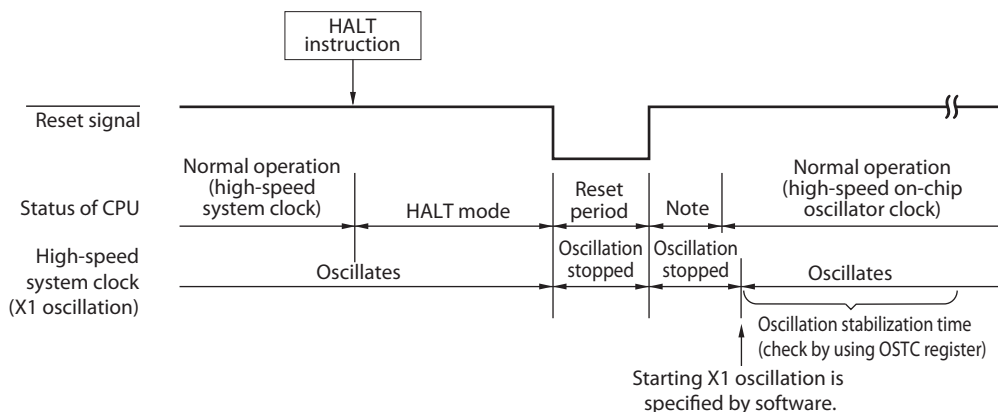 HALT
instruction
Reset signal
Normal operation
(high-speed
system clock)
Status of CPU
HALT mode
Reset
period
Note
Normal operation
(high-speed on-chip
oscillator clock)
High-speed
system clock
(X1 oscillation)
Oscillates
Oscillation
stopped
Oscillation
stopped
Oscillates
Oscillation stabilization time
(check by using OSTC register)
Starting X1 oscillation is
specified by software.